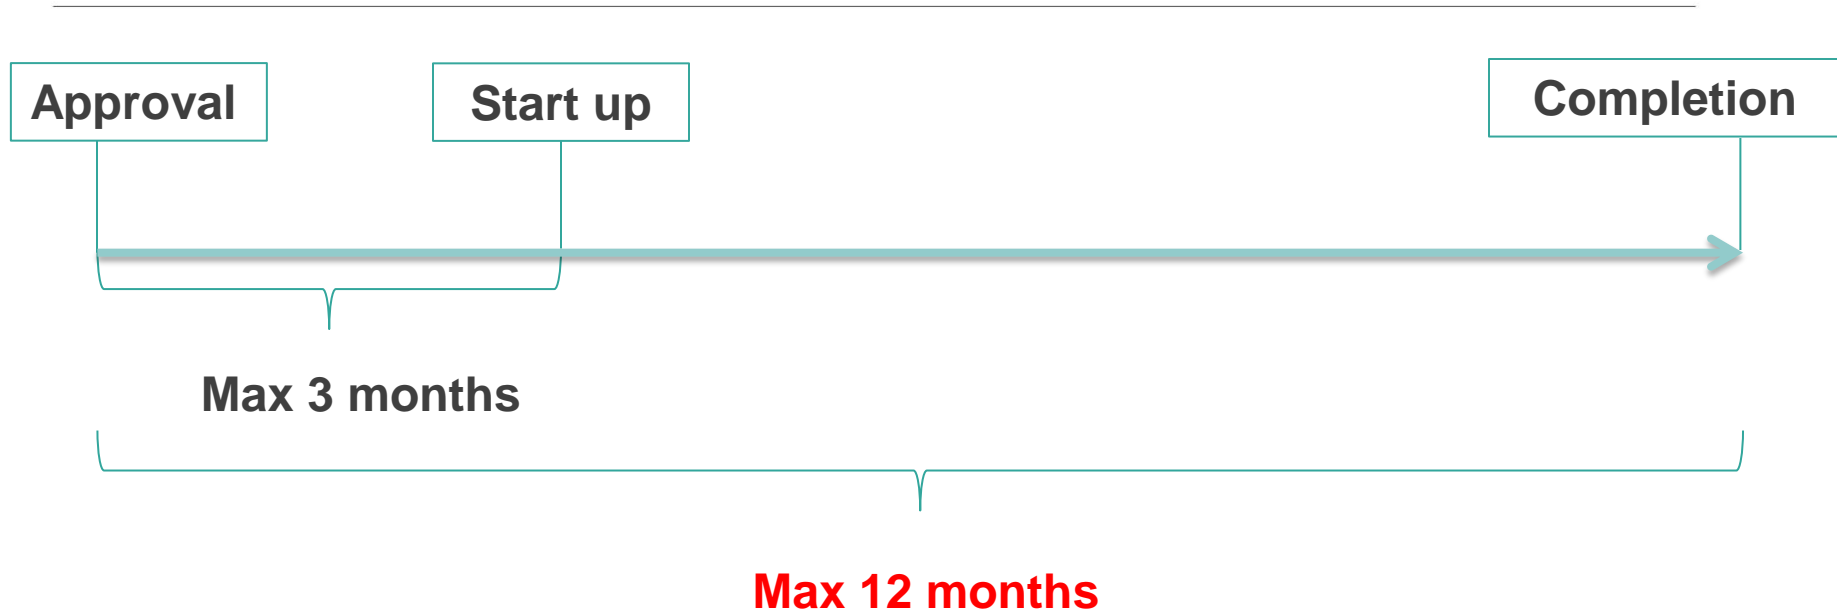 Approval
Start up
Completion
Max 3 months
Max 12 months